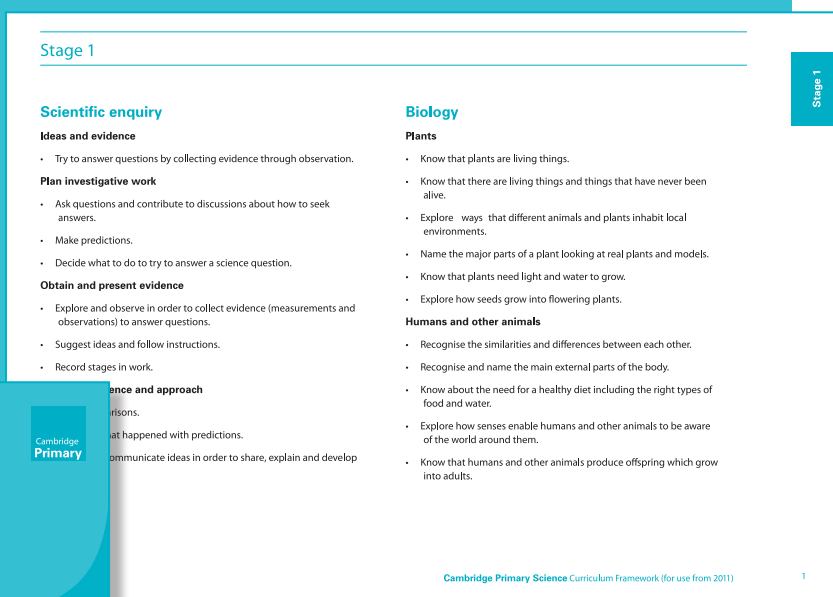 Stage 1
Stage 1
Scientific enquiry
Ideas and evidence
• Try to answer questions by collecting evidence through observation.
Plan investigative work
• Ask questions and contribute to discussions about how to seek
answers.
• Make predictions.
• Decide what to do to try to answer a science question.
Obtain and present evidence
• Explore and observe in order to collect evidence (measurements and
observations) to answer questions.
• Suggest ideas and follow instructions.
• Record stages in work.
ence and approach
risons.
at happened with predictions.
ommunicate ideas in order to share, explain and develop
Biology
Plants
• Know that plants are living things.
• Know that there are living things and things that have never been
alive.
• Explore ways that different animals and plants inhabit local
environments.
• Name the major parts of a plant looking at real plants and models.
• Know that plants need light and water to grow.
• Explore how seeds grow into flowering plants.
Humans and other animals
• Recognise the similarities and differences between each other.
• Recognise and name the main external parts of the body.
• Know about the need for a healthy diet including the right types of
food and water.
• Explore how senses enable humans and other animals to be aware
of the world around them.
• Know that humans and other animals produce offspring which grow
into adults.
Cambridge
Primary
Cambridge Primary Science Curriculum Framework (for use from 2011)
1